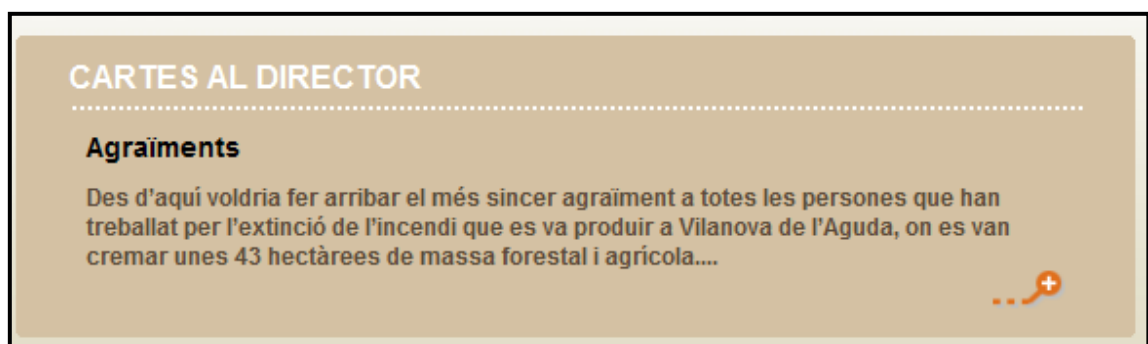 CARTES AL DIRECTOR
Agraïments
Des d’aquí voldria fer arribar el més sincer agraïment a totes les persones que han
treballat per l’extinció de l’incendi que es va produir a Vilanova de l’Aguda, on es van
cremar unes 43 hectàrees de massa forestal i agrícola....